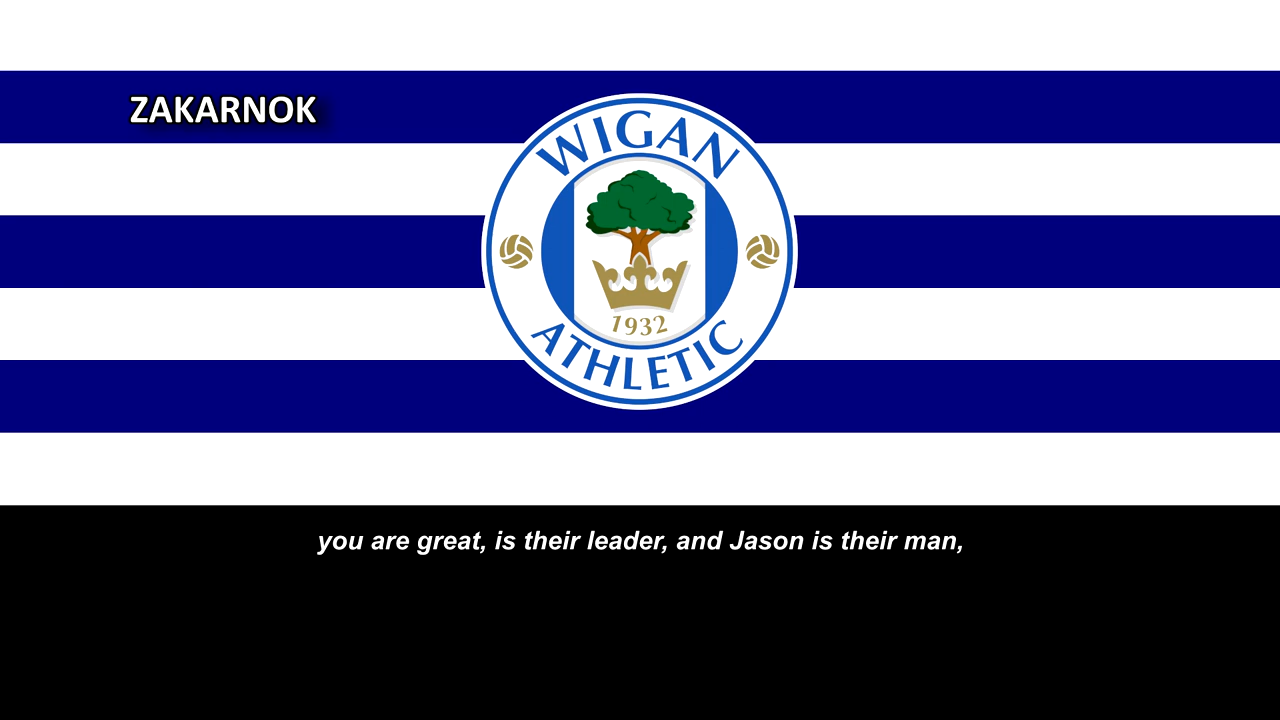 ZAKARNOK
WIGAN
1932
ATHLETIC
you are great, is their leader, and Jason is their man,